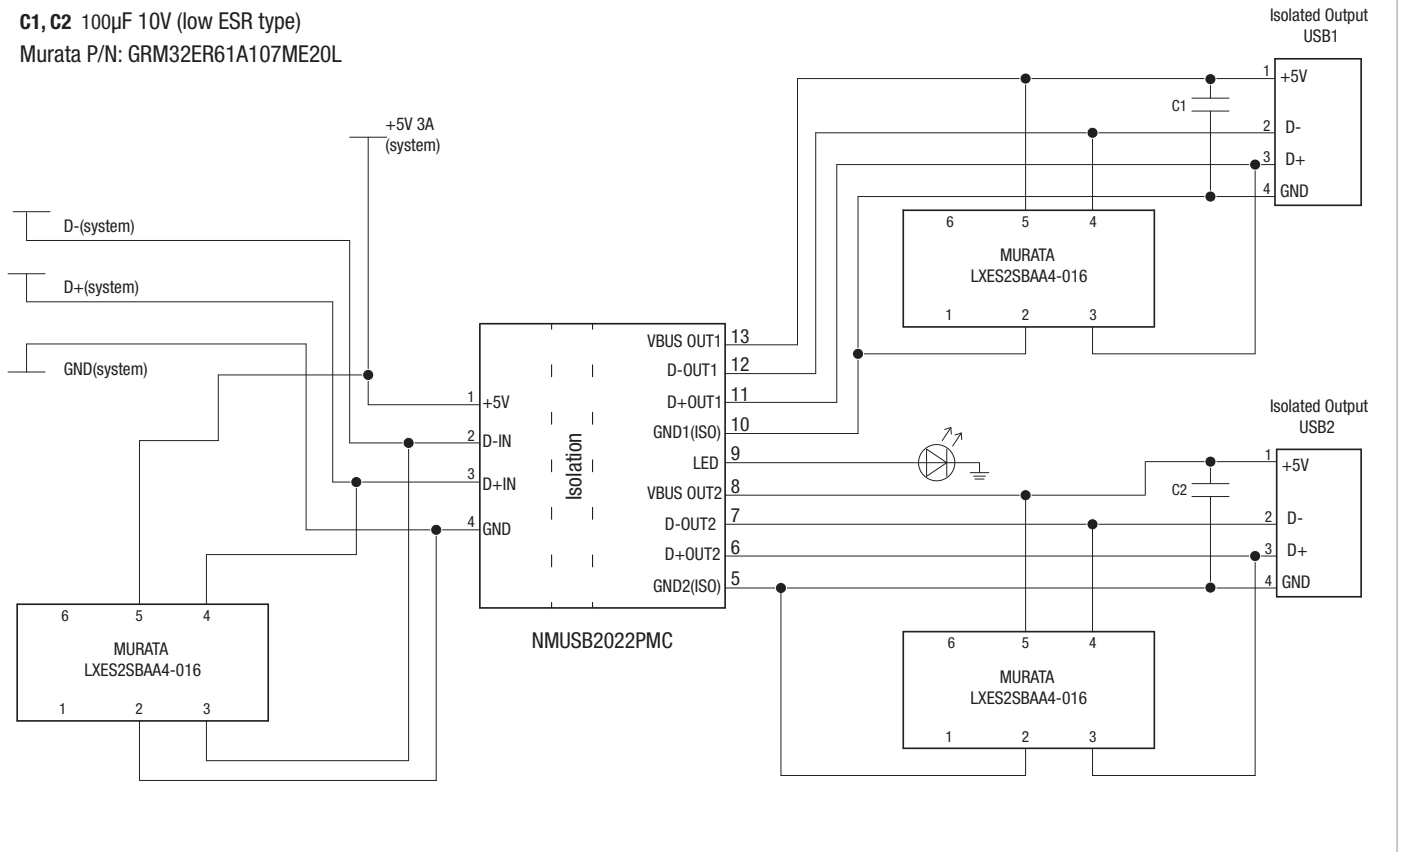 C1, C2 100µF 10V (low ESR type)
Murata P/N: GRM32ER61A107ME20L
Isolated Output
USB1
1 +5V
C1
2 D-
3 D+
4 GND
+5V 3A
(system)
D-(system)
D+(system)
GND(system)
6 5 4
MURATA
LXES2SBAA4-016
1 2 3
1 +5V
2 D-IN
3 D+IN
4 GND
Isolation
VBUS OUT1 13
D-OUT1 12
D+OUT1 11
GND1(ISO) 10
LED 9
VBUS OUT2 8
D-OUT2 7
D+OUT2 6
GND2(ISO) 5
NMUSB2022PMC
Isolated Output
USB2
1 +5V
C2
2 D-
3 D+
4 GND
6 5 4
MURATA
LXES2SBAA4-016
1 2 3
6 5 4
MURATA
LXES2SBAA4-016
1 2 3